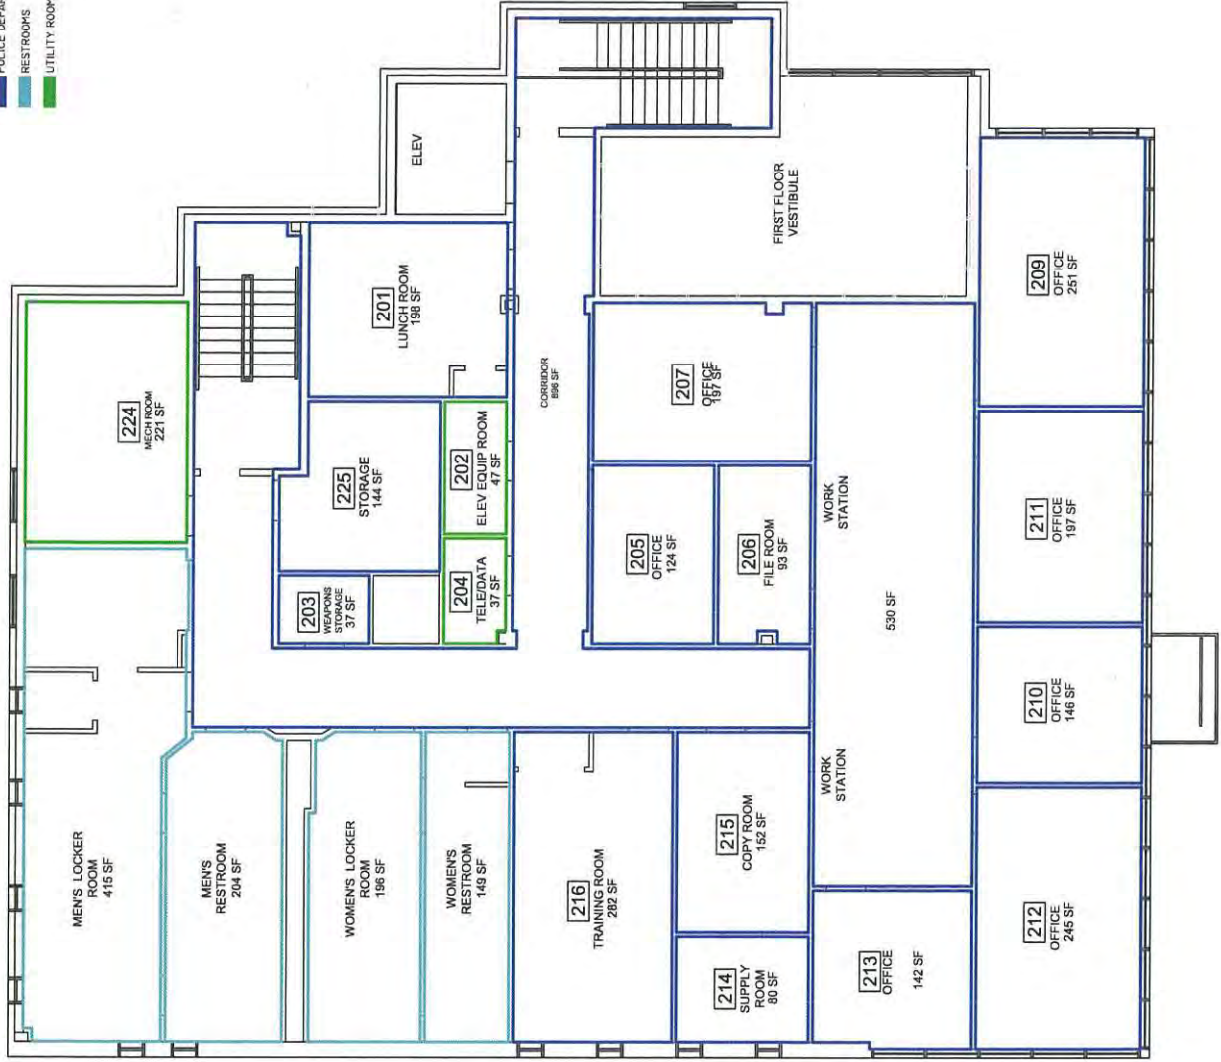 RESTROOMS
UTILITY ROOM
ELEV
FIRST FLOOR
VESTIBULE
209
OFFICE
251 SF
201
LUNCH ROOM
198 SF
CORRIDOR
896 SF
207
OFFICE
197 SF
224
MECH ROOM
221 SF
225
STORAGE
144 SF
202
ELEV EQUIP ROOM
47 SF
WORK
STATION
211
OFFICE
197 SF
203
WEAPONS
STORAGE
37 SF
204
TELE/DATA
37 SF
205
OFFICE
124 SF
206
FILE ROOM
93 SF
530 SF
210
OFFICE
146 SF
MEN'S LOCKER
ROOM
415 SF
MEN'S
RESTROOM
204 SF
WOMEN'S LOCKER
ROOM
196 SF
WOMEN'S
RESTROOM
149 SF
216
TRAINING ROOM
282 SF
215
COPY ROOM
152 SF
WORK
STATION
214
SUPPLY
ROOM
80 SF
213
OFFICE
142 SF
212
OFFICE
245 SF